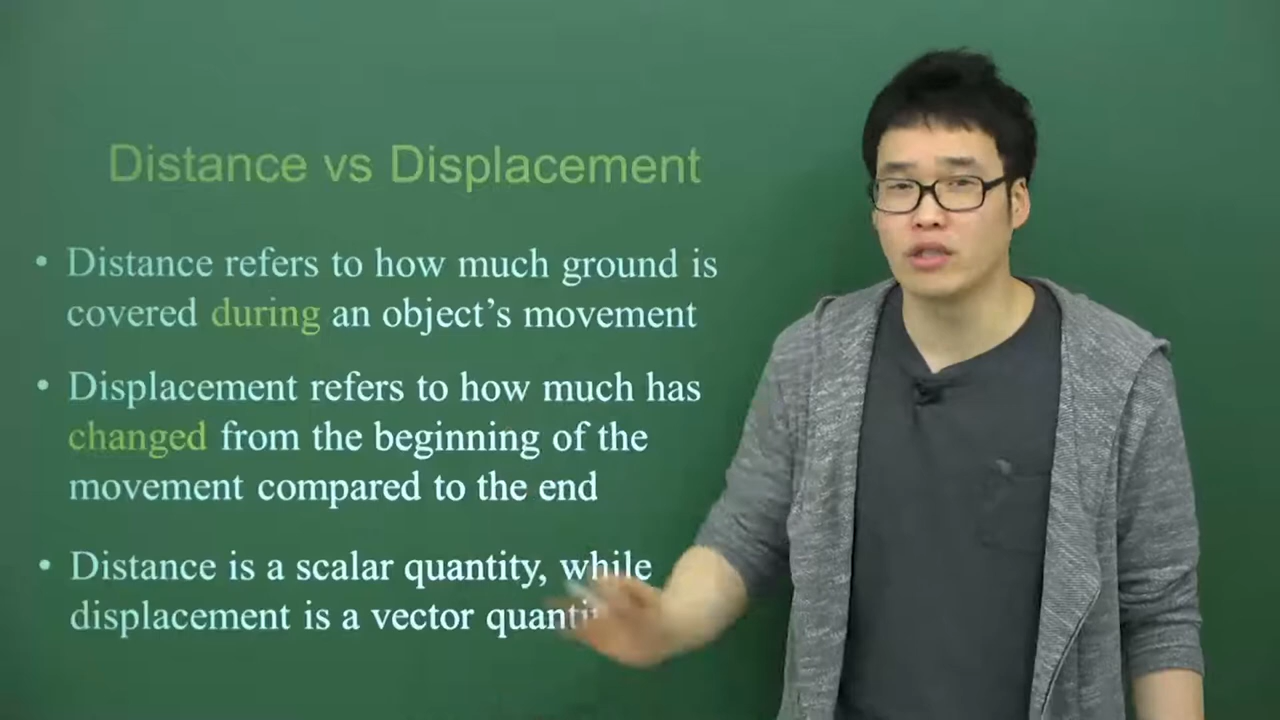 Distance vs Displacement
• Distance refers to how much ground is
covered during an object’s movement
• Displacement refers to how much has
changed from the beginning of the
movement compared to the end
• Distance is a scalar quantity, while
displacement is a vector